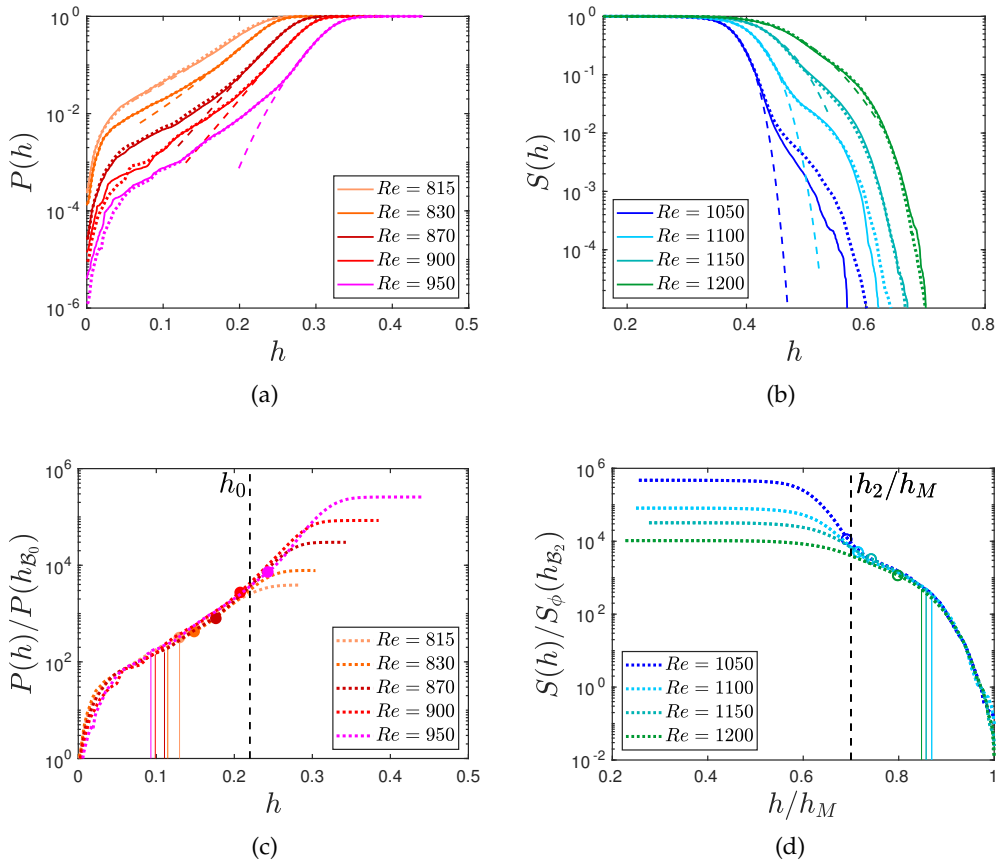 10^0
10^-2
10^-4
10^-6
P(h)
0 0.1 0.2 0.3 0.4 0.5
h
Re = 815
Re = 830
Re = 870
Re = 900
Re = 950
(a)
10^0
10^-1
10^-2
10^-3
10^-4
S(h)
0.2 0.4 0.6 0.8
h
Re = 1050
Re = 1100
Re = 1150
Re = 1200
(b)
10^6
10^4
10^2
10^0
P(h)/P(h_{B_0})
h_0
0 0.1 0.2 0.3 0.4 0.5
h
Re = 815
Re = 830
Re = 870
Re = 900
Re = 950
(c)
10^6
10^4
10^2
10^0
10^-2
S(h)/S_ϕ(h_{B_2})
h_2/h_M
0.2 0.4 0.6 0.8 1
h/h_M
Re = 1050
Re = 1100
Re = 1150
Re = 1200
(d)